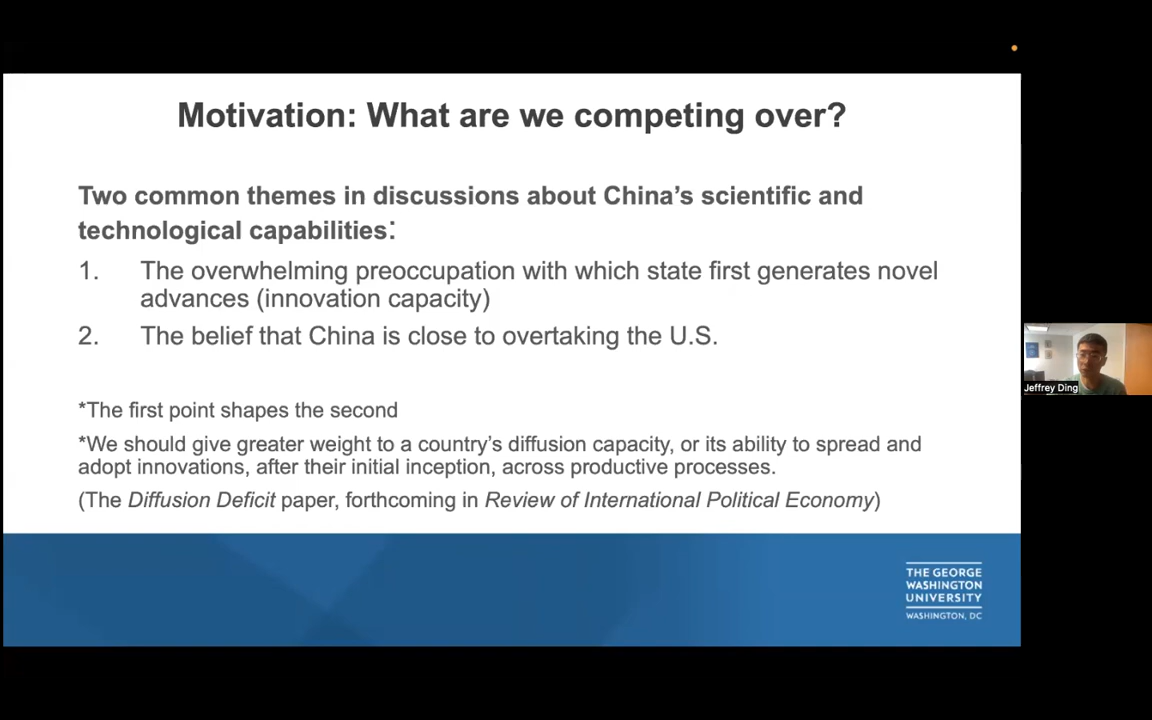 Motivation: What are we competing over?
Two common themes in discussions about China's scientific and
technological capabilities:
1. The overwhelming preoccupation with which state first generates novel
advances (innovation capacity)
2. The belief that China is close to overtaking the U.S.
*The first point shapes the second
*We should give greater weight to a country's diffusion capacity, or its ability to spread and
adopt innovations, after their initial inception, across productive processes.
(The Diffusion Deficit paper, forthcoming in Review of International Political Economy)
Jeffrey Ding
THE GEORGE
WASHINGTON
UNIVERSITY
WASHINGTON, DC